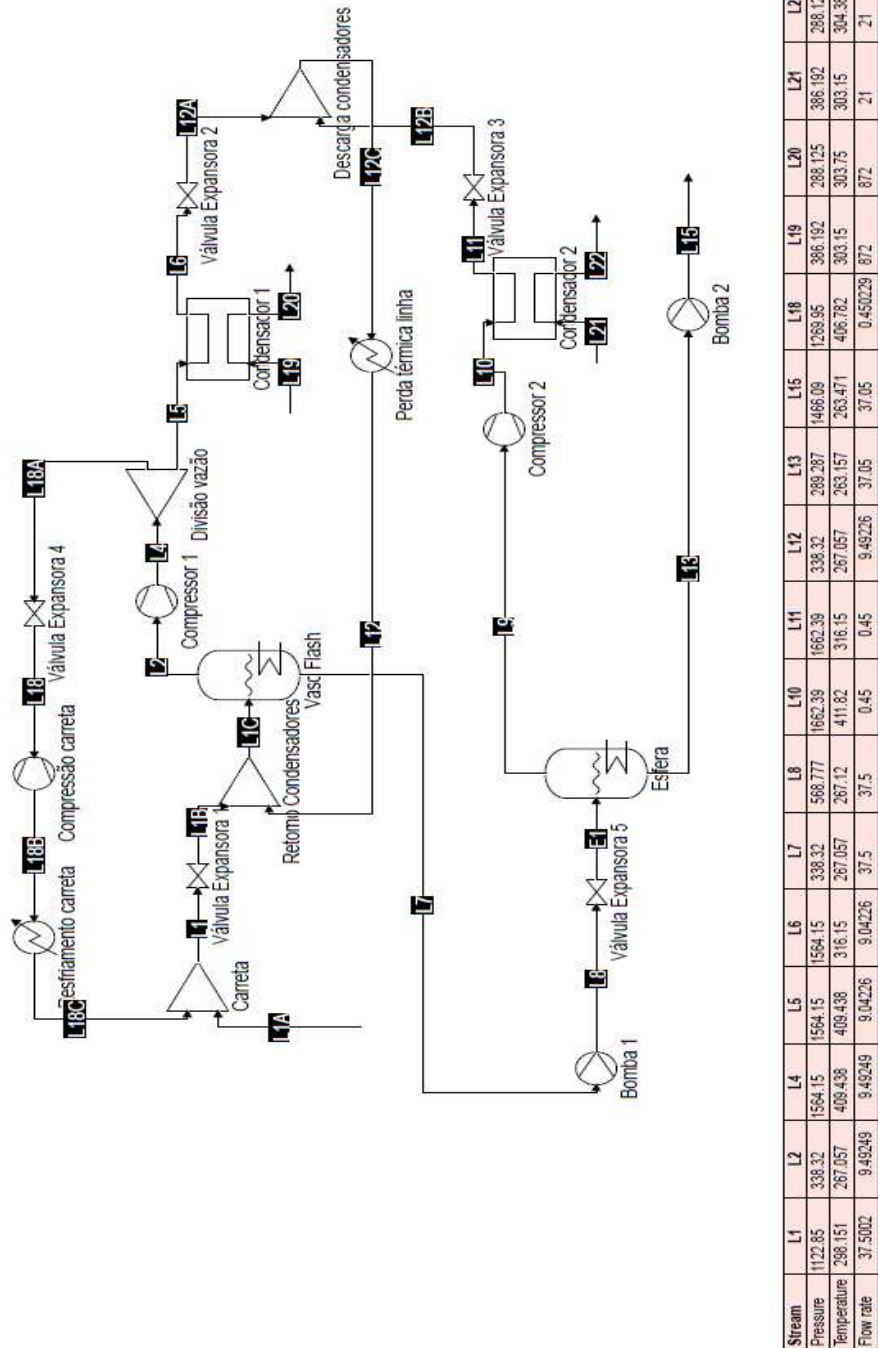 L18A
Válvula Expansora 4
L18
Compressão carreta
L18B
Resfriamento carreta
L18C
L12A
Válvula Expansora 2
L6
Descarga condensadores
L12C
L12B
Condensador 1
L20
L19
L5
Divisão vazão
L4
Compressor 1
L2
Vaso Flash
L1C
Retorno Condensadores
L1B
Válvula Expansora 1
L1
Carreta
L1A
Perda térmica linha
L12
Válvula Expansora 3
L11
Condensador 2
L22
L21
L10
Compressor 2
L9
L7
Bomba 1
L8
Válvula Expansora 5
E1
Esfera
L13
Bomba 2
L15
Stream L1 L2 L4 L5 L6 L7 L8 L10 L11 L12 L13 L15 L18 L19 L20 L21
Pressure 1122.85 338.32 1564.15 1564.15 1564.15 338.32 568.777 1662.39 1662.39 338.32 289.287 1466.09 1269.95 386.192 288.125 386.192 288.12
Temperature 298.151 267.057 409.438 409.438 316.15 267.057 267.12 411.82 316.15 267.057 263.157 263.471 406.782 303.15 303.75 303.15 304.38
Flow rate 37.5002 9.49249 9.49249 9.04226 9.04226 37.5 37.5 0.45 0.45 9.49226 37.05 37.05 0.450229 872 872 21 21